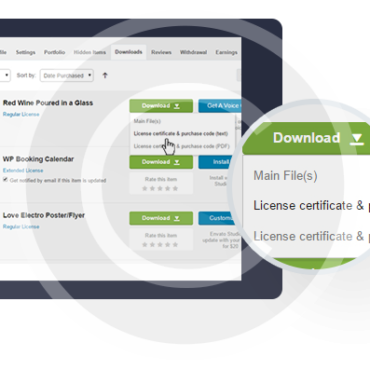 Settings Portfolio Hidden Items Downloads Reviews Withdrawal Earnings
Sort by: Date Purchased
Red Wine Poured in a Glass
Regular License
Download
Get A Voice
Main File(s)
License certificate & purchase code (text)
License certificate & purchase code (PDF)
WP Booking Calendar
Extended License
Get notified by email if this item is updated
Download
Install
Rate this item
Install
Love Electro Poster/Flyer
Regular License
Download
Custom
Rate this item
Envato
update with your
for $20
Download
Main File(s)
License certificate &
License certificate &